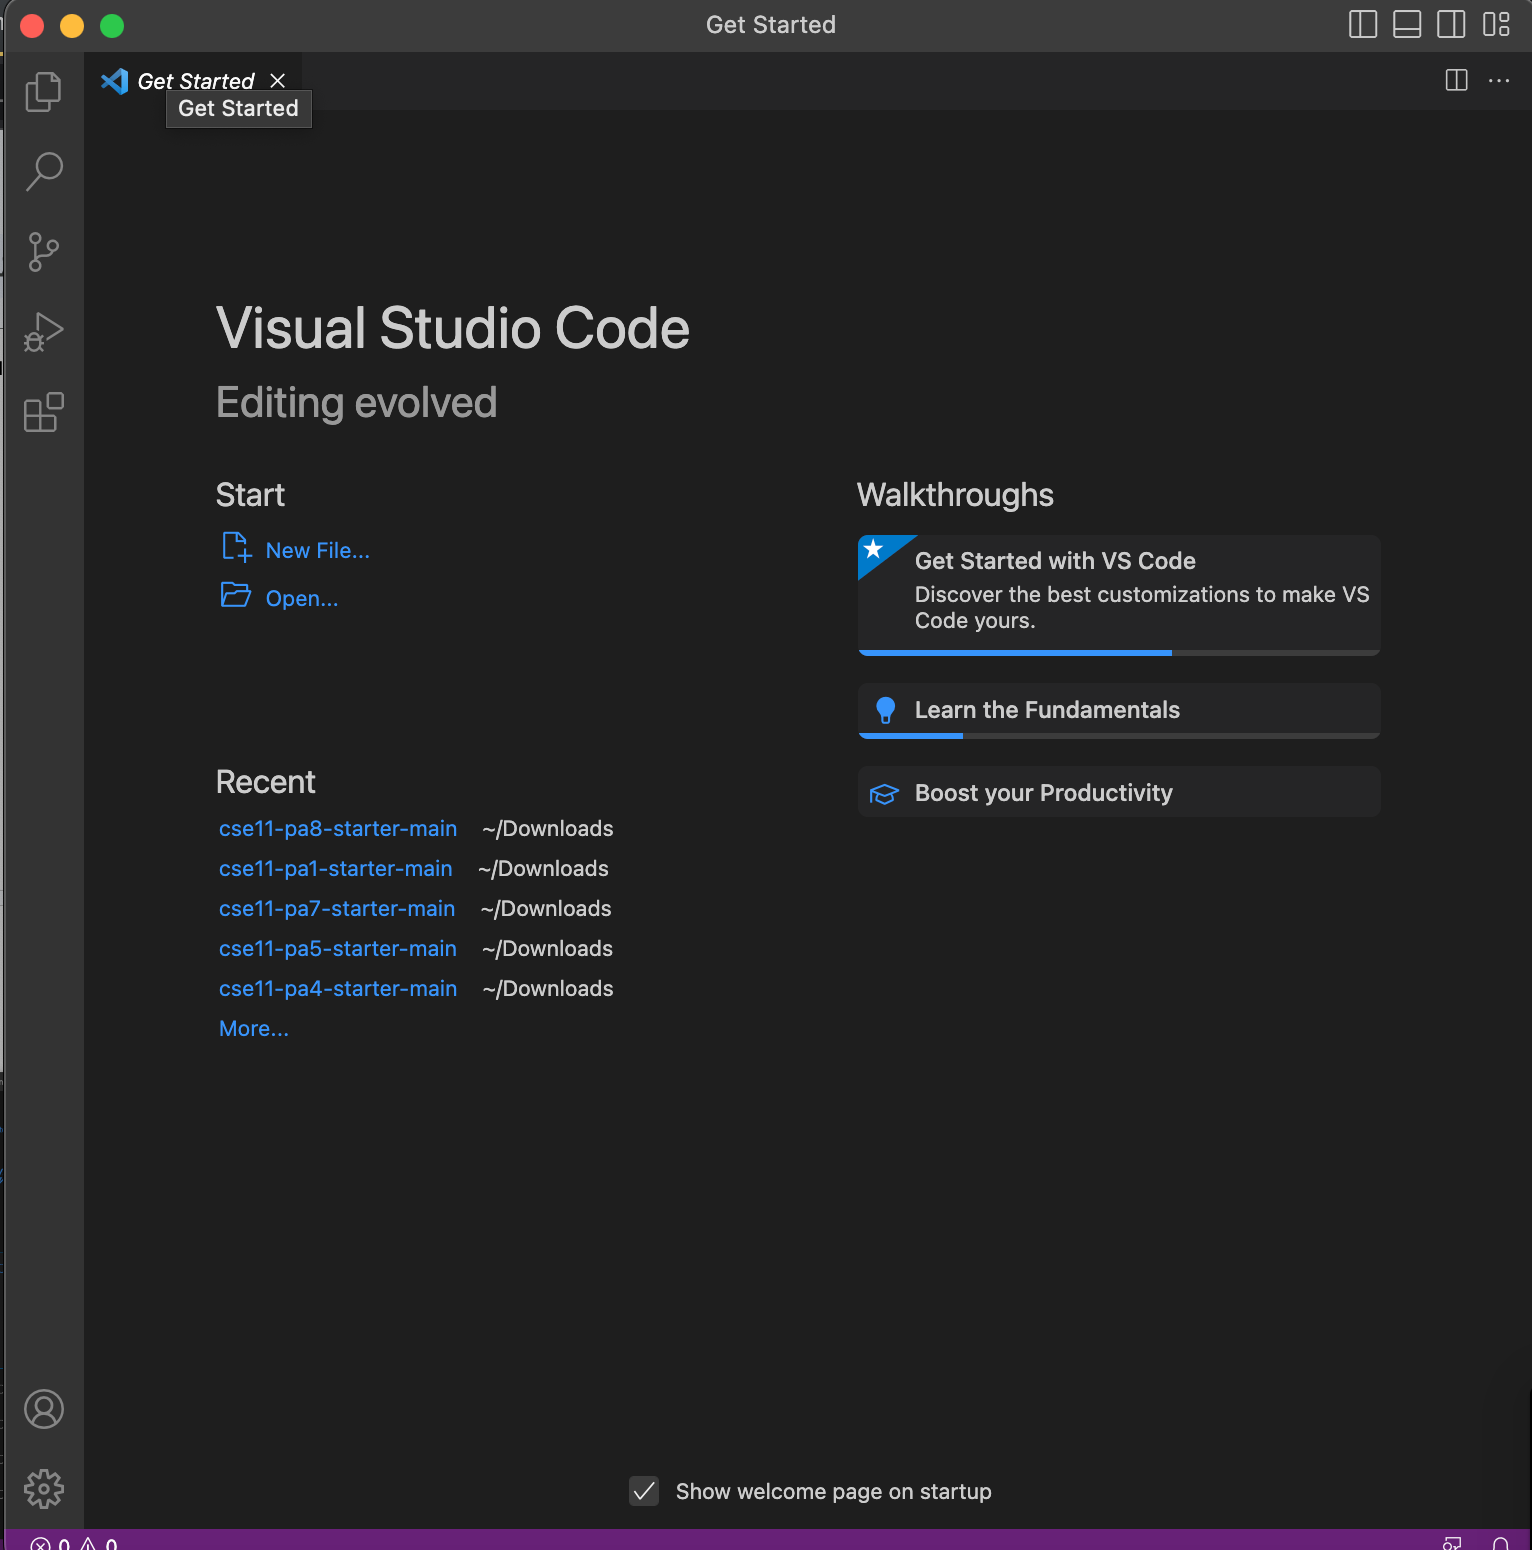 Get Started
Get Started
Get Started
Visual Studio Code
Editing evolved
Start
New File...
Open...
Recent
cse11-pa8-starter-main ~/Downloads
cse11-pa1-starter-main ~/Downloads
cse11-pa7-starter-main ~/Downloads
cse11-pa5-starter-main ~/Downloads
cse11-pa4-starter-main ~/Downloads
More...
Walkthroughs
Get Started with VS Code
Discover the best customizations to make VS
Code yours.
Learn the Fundamentals
Boost your Productivity
Show welcome page on startup
0 0